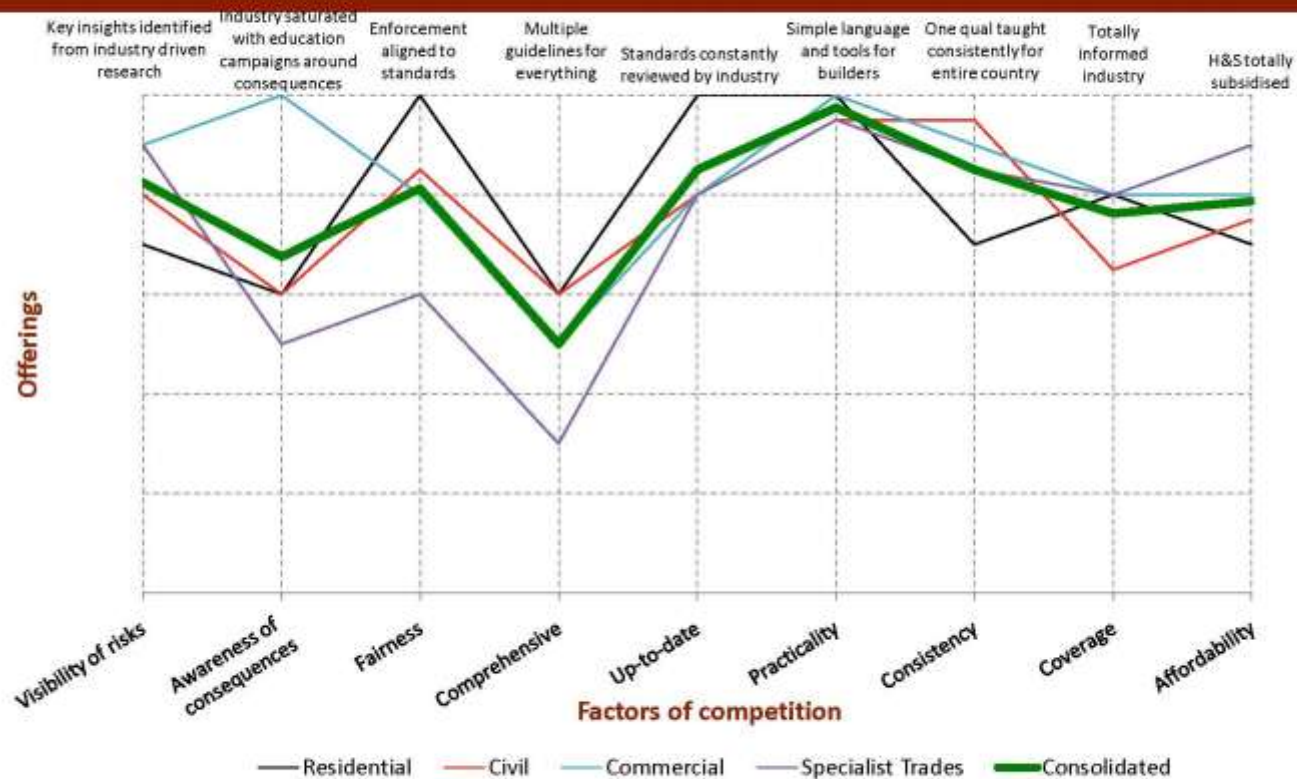 Key insights identified
from industry driven
research
Industry saturated
with education
campaigns around
consequences
Enforcement
aligned to
standards
Multiple
guidelines for
everything
Standards constantly
reviewed by industry
Simple language
and tools for
builders
One qual taught
consistently for
entire country
Totally
informed
industry
H&S totally
subsidised
Offerings
Visibility of risks
Awareness of
consequences
Fairness
Comprehensive
Up-to-date
Practicality
Consistency
Coverage
Affordability
Factors of competition
Residential
Civil
Commercial
Specialist Trades
Consolidated